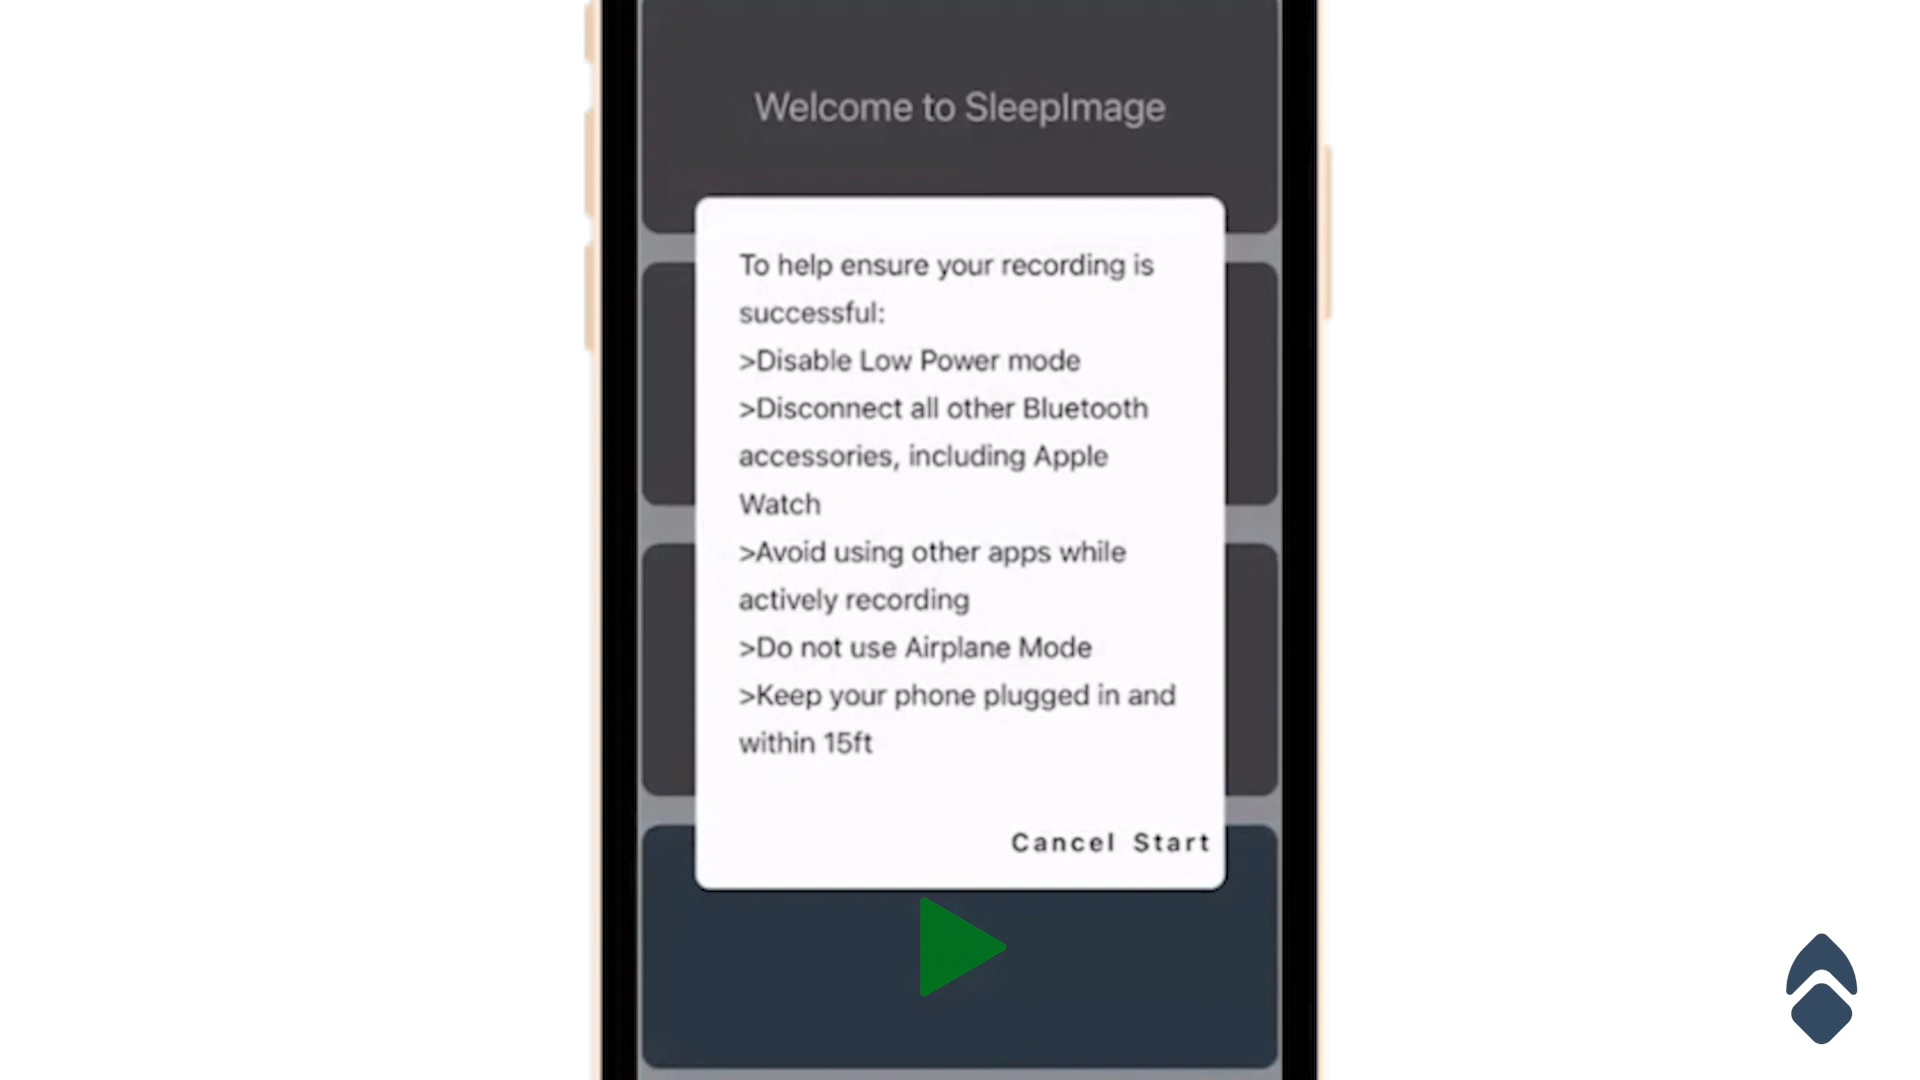 Welcome to SleepImage
To help ensure your recording is
successful:
>Disable Low Power mode
>Disconnect all other Bluetooth
accessories, including Apple
Watch
>Avoid using other apps while
actively recording
>Do not use Airplane Mode
>Keep your phone plugged in and
within 15ft
Cancel Start